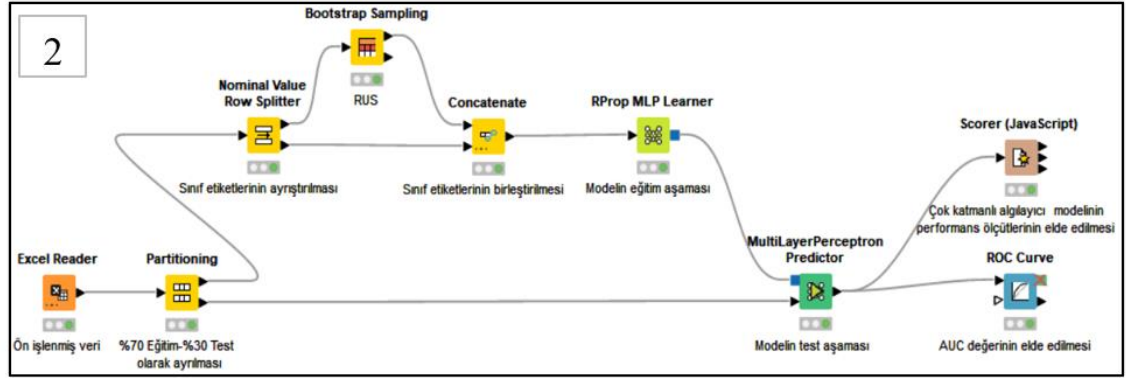 2
Bootstrap Sampling
RUS
Nominal Value
Row Splitter
Sınıf etiketlerinin ayrıştırılması
Concatenate
Sınıf etiketlerinin birleştirilmesi
RProp MLP Learner
Modelin eğitim aşaması
Scorer (JavaScript)
Çok katmanlı algılayıcı modelinin
performans ölçütlerinin elde edilmesi
Excel Reader
Ön işlenmiş veri
Partitioning
%70 Eğitim-%30 Test
olarak ayrılması
MultiLayerPerceptron
Predictor
Modelin test aşaması
ROC Curve
AUC değerinin elde edilmesi